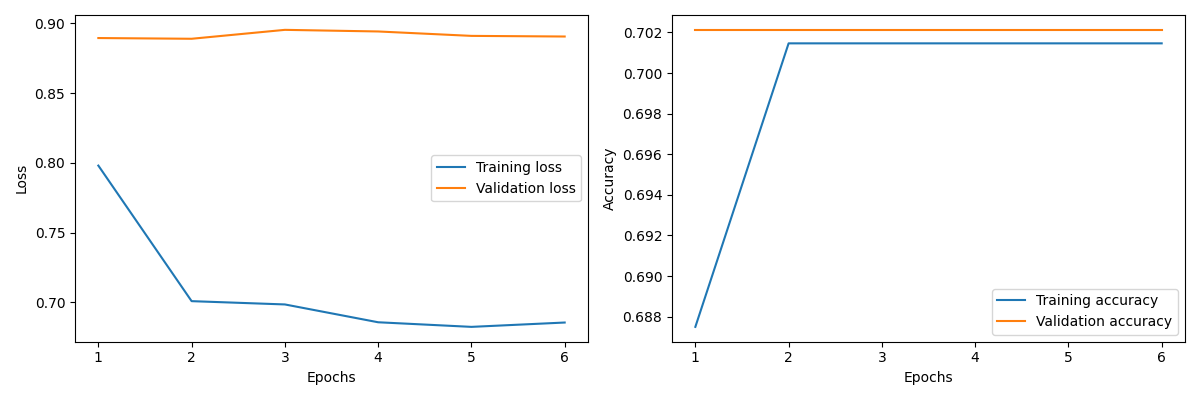 0.90
0.85
0.80
0.75
0.70
Loss
1 2 3 4 5 6
Epochs
Training loss
Validation loss
0.702
0.700
0.698
0.696
0.694
0.692
0.690
0.688
Accuracy
1 2 3 4 5 6
Epochs
Training accuracy
Validation accuracy